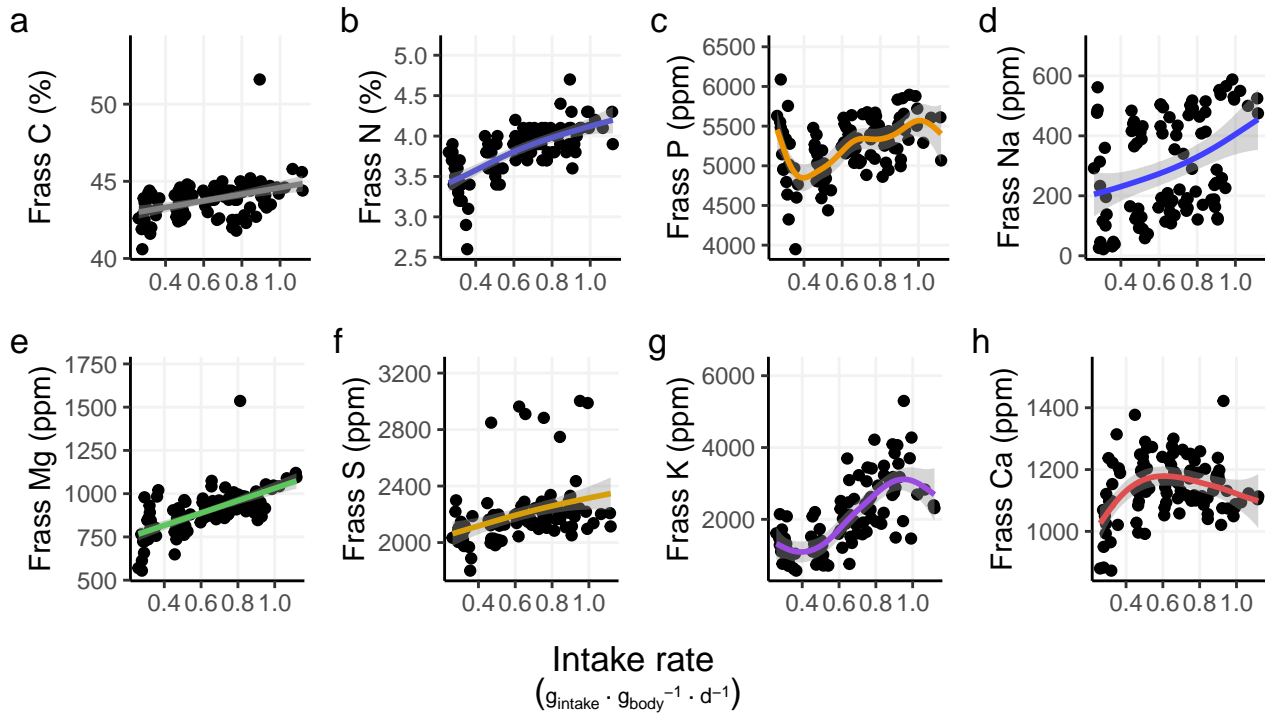 a
Frass C (%)
50
45
40
0.4 0.6 0.8 1.0
b
Frass N (%)
5.0
4.5
4.0
3.5
3.0
2.5
0.4 0.6 0.8 1.0
c
Frass P (ppm)
6500
6000
5500
5000
4500
4000
0.4 0.6 0.8 1.0
d
Frass Na (ppm)
600
400
200
0
0.4 0.6 0.8 1.0
e
Frass Mg (ppm)
1750
1500
1250
1000
750
500
0.4 0.6 0.8 1.0
f
Frass S (ppm)
3200
2800
2400
2000
0.4 0.6 0.8 1.0
g
Frass K (ppm)
6000
4000
2000
0.4 0.6 0.8 1.0
h
Frass Ca (ppm)
1400
1200
1000
0.4 0.6 0.8 1.0
Intake rate
(g_intake · g_body⁻¹ · d⁻¹)